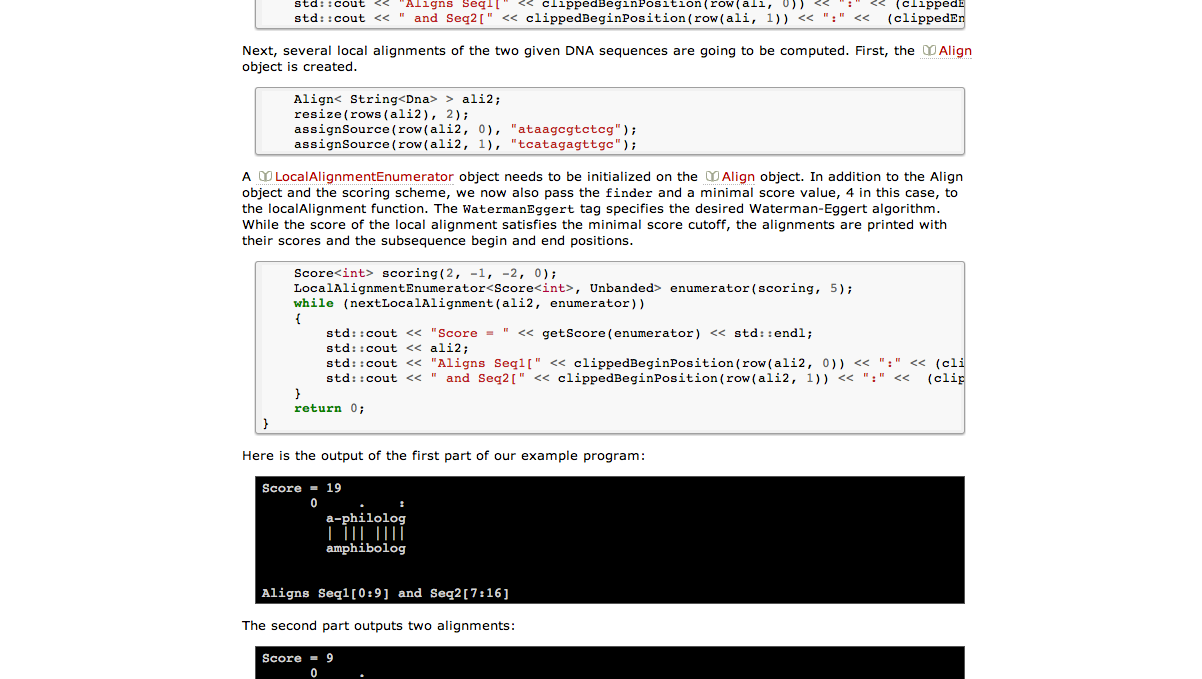 std::cout << "Aligns Seq1[" << clippedBeginPosition(row(ali, 0)) << ":" << (clippedE
std::cout << " and Seq2[" << clippedBeginPosition(row(ali, 1)) << ":" <<  (clippedEn
Next, several local alignments of the two given DNA sequences are going to be computed. First, the Align
object is created.
Align< String<Dna> > ali2;
resize(rows(ali2), 2);
assignSource(row(ali2, 0), "ataagcgtctcg");
assignSource(row(ali2, 1), "tcatagagttgc");
A LocalAlignmentEnumerator object needs to be initialized on the Align object. In addition to the Align
object and the scoring scheme, we now also pass the finder and a minimal score value, 4 in this case, to
the localAlignment function. The WatermanEggert tag specifies the desired Waterman-Eggert algorithm.
While the score of the local alignment satisfies the minimal score cutoff, the alignments are printed with
their scores and the subsequence begin and end positions.
Score<int> scoring(2, -1, -2, 0);
LocalAlignmentEnumerator<Score<int>, Unbanded> enumerator(scoring, 5);
while (nextLocalAlignment(ali2, enumerator))
{
std::cout << "Score = " << getScore(enumerator) << std::endl;
std::cout << ali2;
std::cout << "Aligns Seq1[" << clippedBeginPosition(row(ali2, 0)) << ":" << (cli
std::cout << " and Seq2[" << clippedBeginPosition(row(ali2, 1)) << ":" <<  (clip
}
return 0;
}
Here is the output of the first part of our example program:
Score = 19
0     .    :
a-philolog
| ||| ||||
amphibolog
Aligns Seq1[0:9] and Seq2[7:16]
The second part outputs two alignments:
Score = 9
0     .